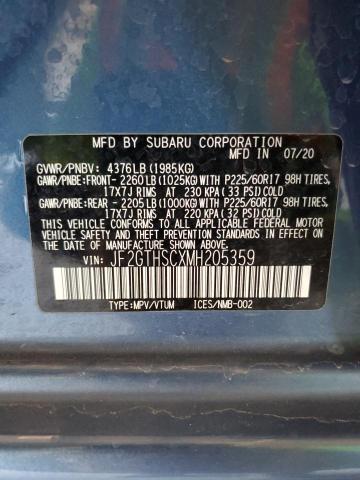 MFD. BY SUBARU CORPORATION
MFD. IN 07/20
GVWR/PNBV: 4376LB (1985KG)
GAWR/PNBE:FRONT- 2260LB(1025KG)WITH P225/60R17 98H TIRES,
17X7J RIMS AT 230 KPA (33 PSI)COLD
GAWR/PNBE:REAR - 2205LB(1000KG)WITH P225/60R17 98H TIRES,
17X7J RIMS AT 220 KPA (32 PSI)COLD
THIS VEHICLE CONFORMS TO ALL APPLICABLE FEDERAL MOTOR
VEHICLE SAFETY AND BUMPER STANDARDS IN EFFECT ON THE DATE
OF MANUFACTURE SHOWN ABOVE.
VIN: JF2GTHSCXMH205359
TYPE:MPV/VTUM ICES/NMB-002